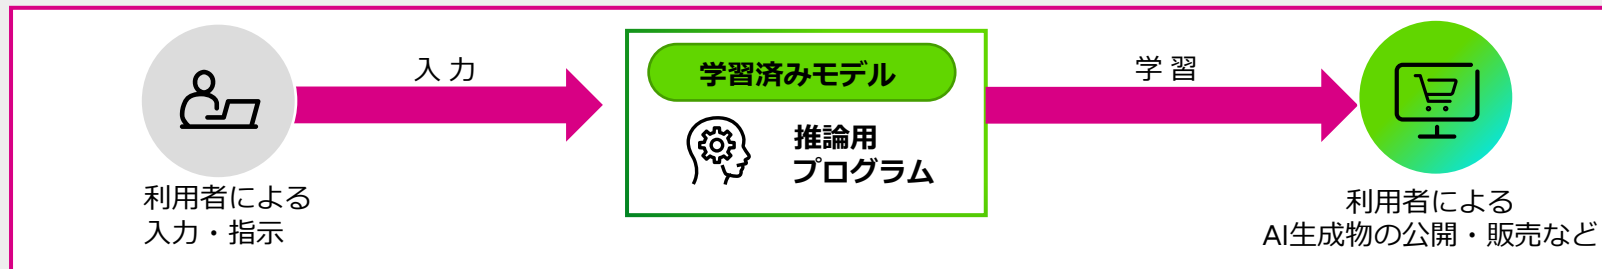 入力
学習済みモデル
学習
推論用
プログラム
利用者による
入力・指示
利用者による
AI生成物の公開・販売など